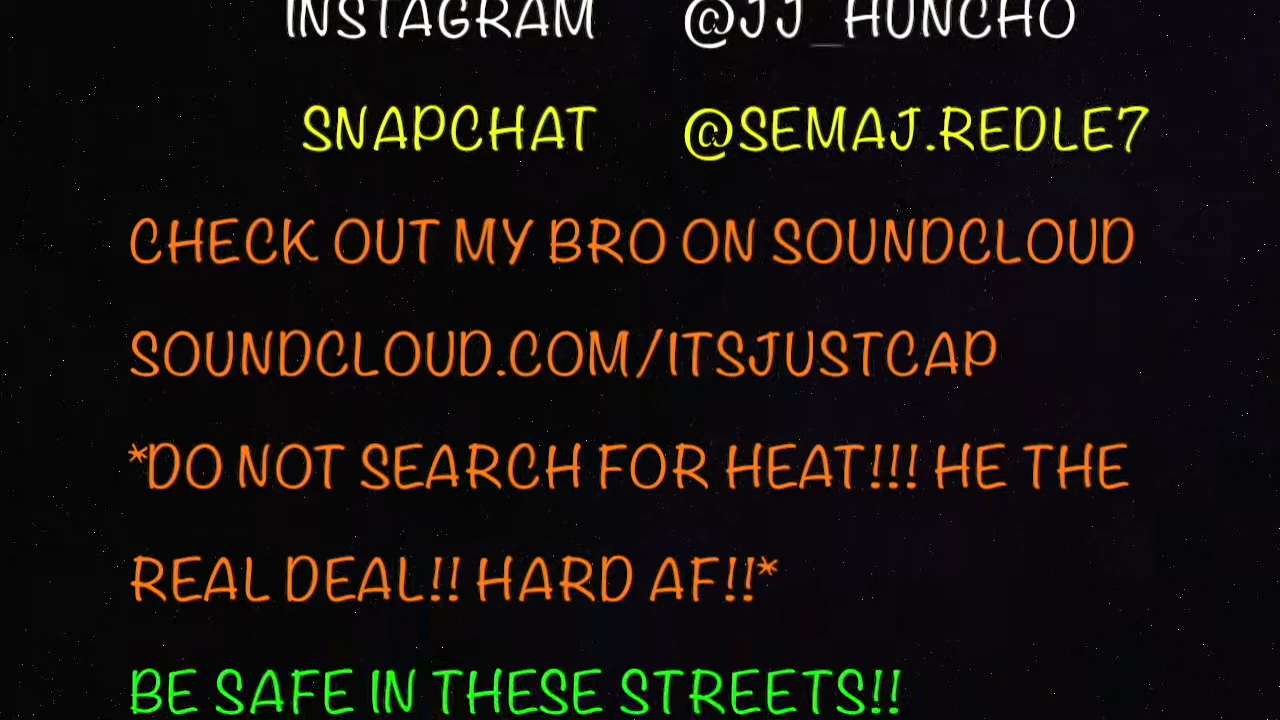 INSTAGRAM @JJ_HUNCHO
SNAPCHAT @SEMAJ.REDLE7
CHECK OUT MY BRO ON SOUNDCLOUD
SOUNDCLOUD.COM/ITSJUSTCAP
*DO NOT SEARCH FOR HEAT!!! HE THE
REAL DEAL!! HARD AF!!*
BE SAFE IN THESE STREETS!!